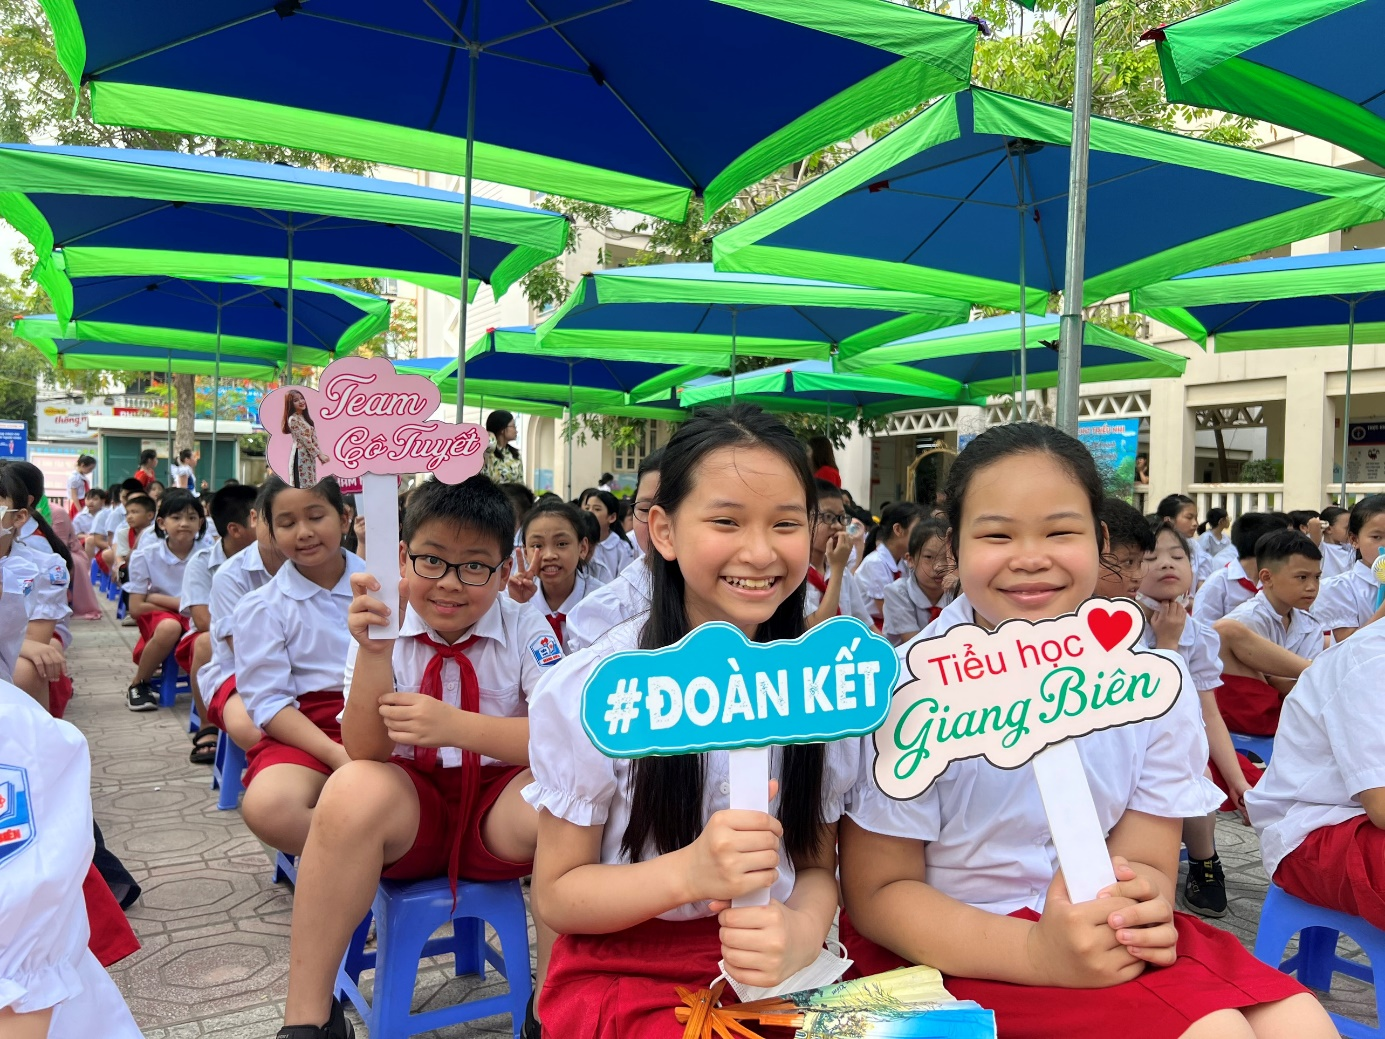 Team
Cô Tuyết
#ĐOÀN KẾT
Tiểu học
Giang Biên